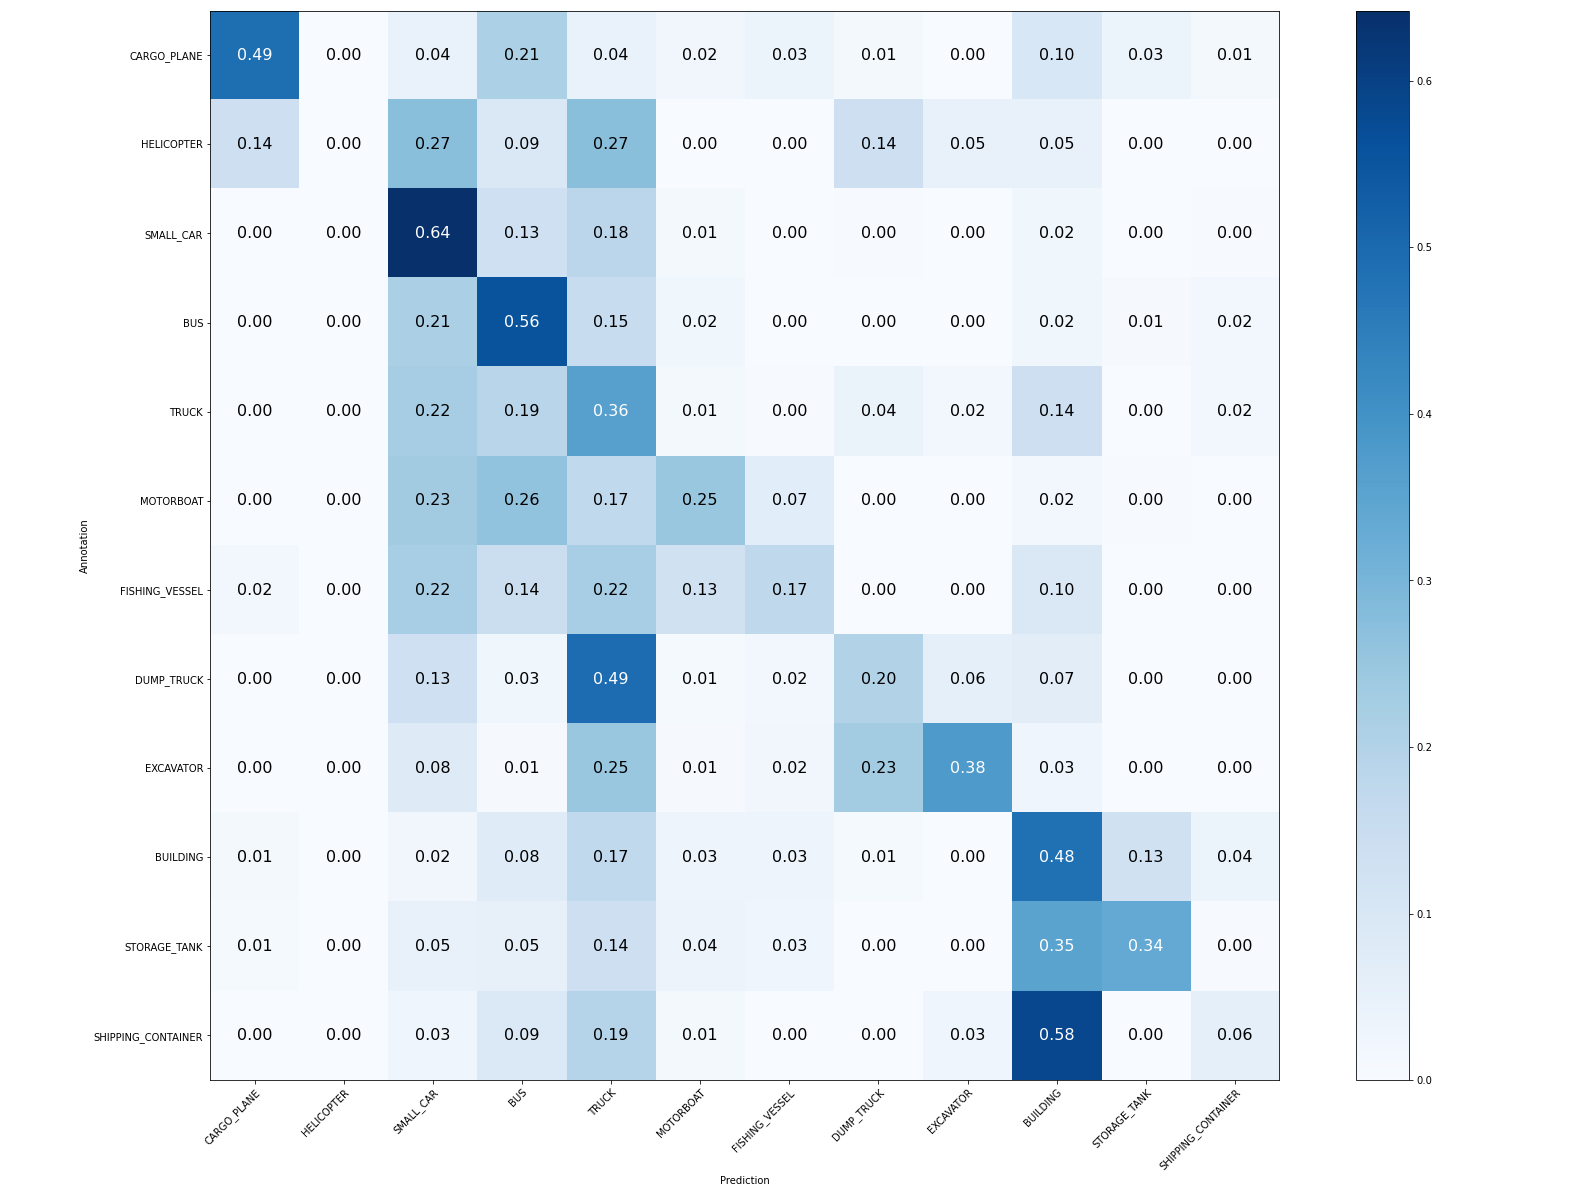 CARGO_PLANE 0.49 0.00 0.04 0.21 0.04 0.02 0.03 0.01 0.00 0.10 0.03 0.01
HELICOPTER 0.14 0.00 0.27 0.09 0.27 0.00 0.00 0.14 0.05 0.05 0.00 0.00
SMALL_CAR 0.00 0.00 0.64 0.13 0.18 0.01 0.00 0.00 0.00 0.02 0.00 0.00
BUS 0.00 0.00 0.21 0.56 0.15 0.02 0.00 0.00 0.00 0.02 0.01 0.02
TRUCK 0.00 0.00 0.22 0.19 0.36 0.01 0.00 0.04 0.02 0.14 0.00 0.02
MOTORBOAT 0.00 0.00 0.23 0.26 0.17 0.25 0.07 0.00 0.00 0.02 0.00 0.00
Annotation
FISHING_VESSEL 0.02 0.00 0.22 0.14 0.22 0.13 0.17 0.00 0.00 0.10 0.00 0.00
DUMP_TRUCK 0.00 0.00 0.13 0.03 0.49 0.01 0.02 0.20 0.06 0.07 0.00 0.00
EXCAVATOR 0.00 0.00 0.08 0.01 0.25 0.01 0.02 0.23 0.38 0.03 0.00 0.00
BUILDING 0.01 0.00 0.02 0.08 0.17 0.03 0.03 0.01 0.00 0.48 0.13 0.04
STORAGE_TANK 0.01 0.00 0.05 0.05 0.14 0.04 0.03 0.00 0.00 0.35 0.34 0.00
SHIPPING_CONTAINER 0.00 0.00 0.03 0.09 0.19 0.01 0.00 0.00 0.03 0.58 0.00 0.06
CARGO_PLANE HELICOPTER SMALL_CAR BUS TRUCK MOTORBOAT FISHING_VESSEL DUMP_TRUCK EXCAVATOR BUILDING STORAGE_TANK SHIPPING_CONTAINER
Prediction
0.6
0.5
0.4
0.3
0.2
0.1
0.0